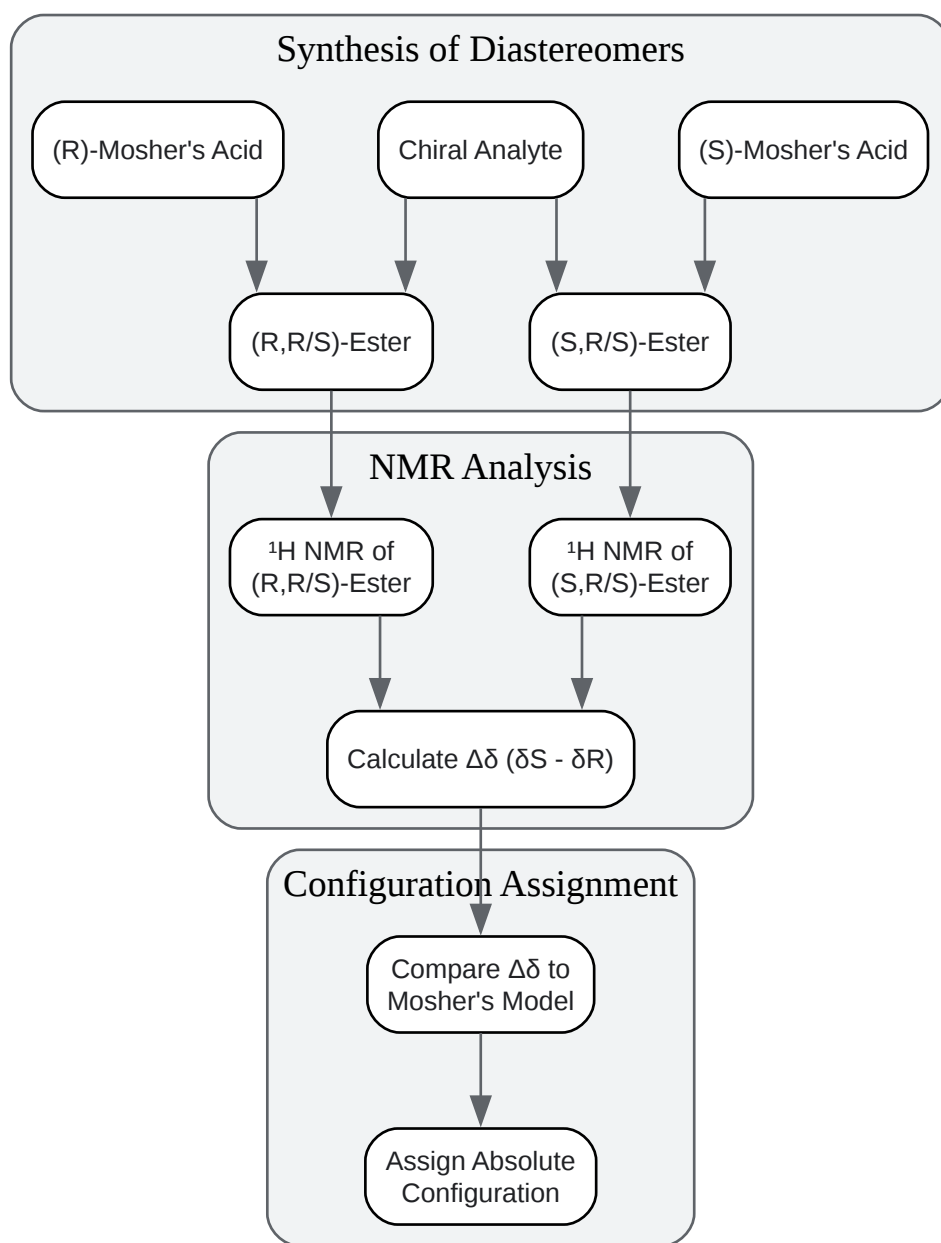 Synthesis of Diastereomers
(R)-Mosher's Acid
Chiral Analyte
(S)-Mosher's Acid
(R,R/S)-Ester
(S,R/S)-Ester
NMR Analysis
¹H NMR of
(R,R/S)-Ester
¹H NMR of
(S,R/S)-Ester
Calculate Δδ (δS - δR)
Configuration Assignment
Compare Δδ to
Mosher's Model
Assign Absolute
Configuration